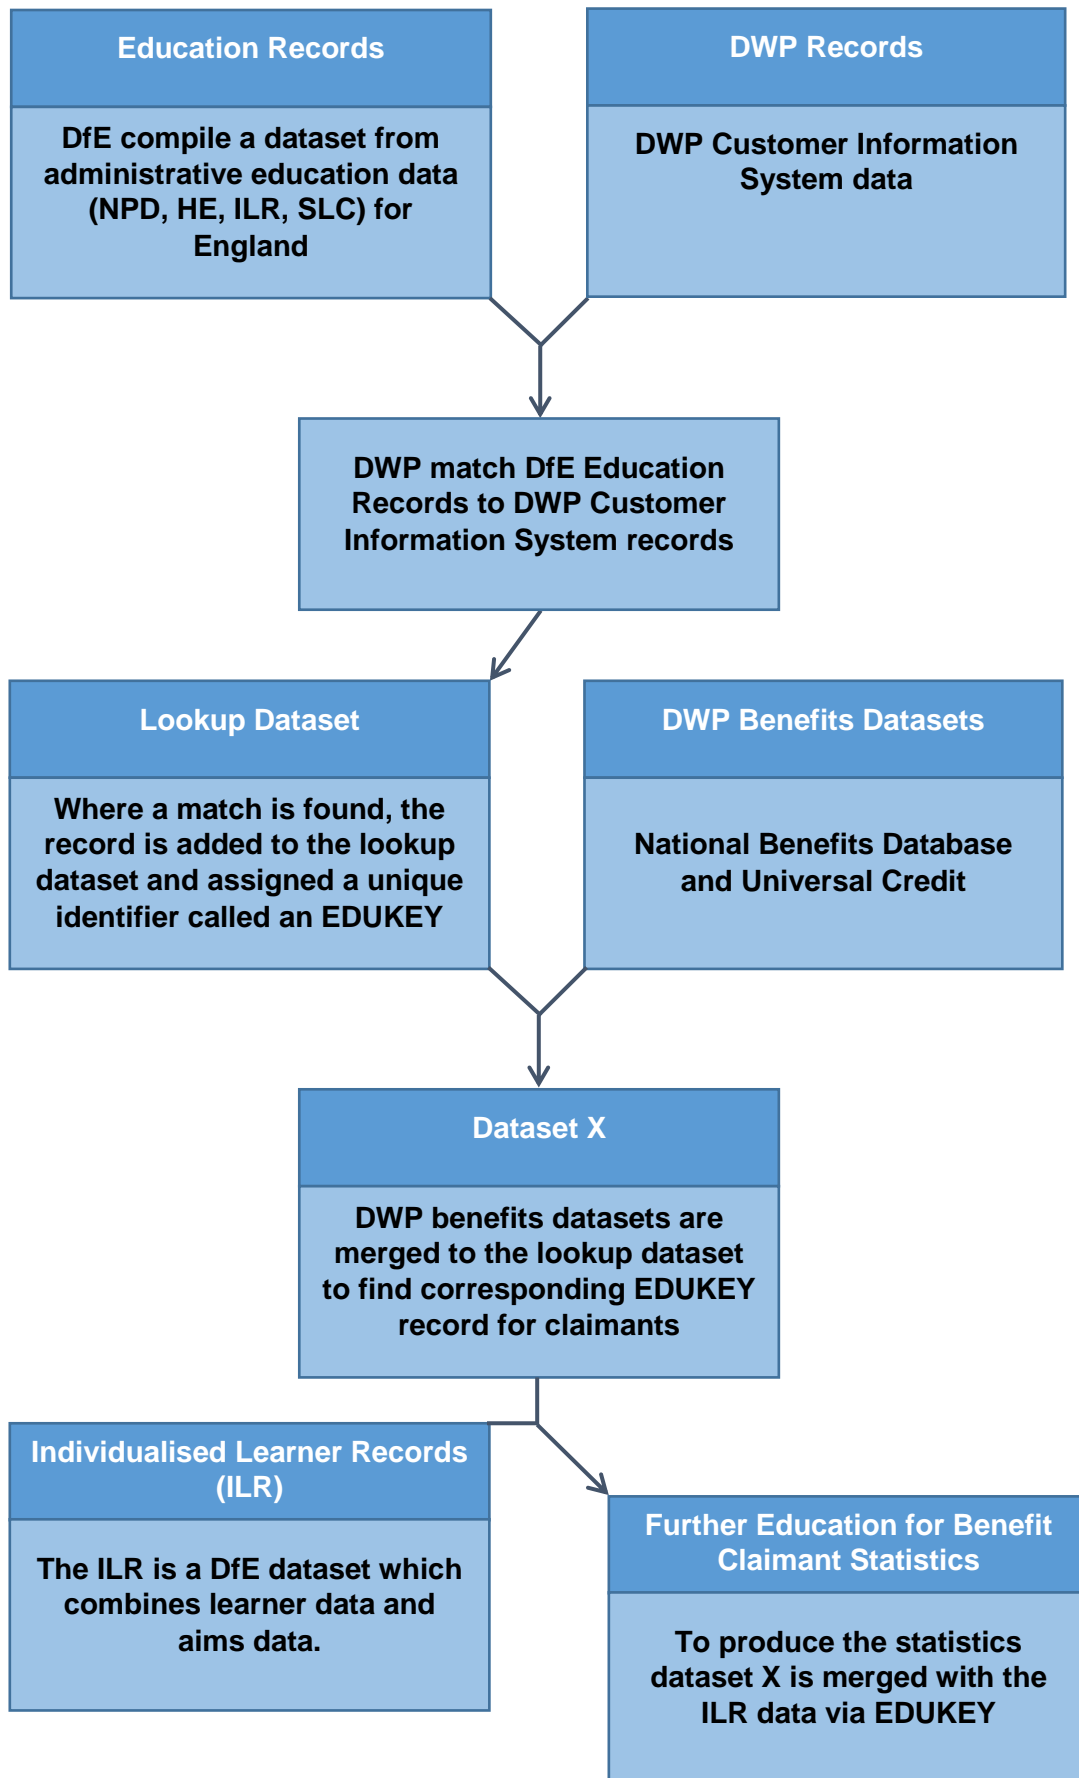 Education Records
DfE compile a dataset from
administrative education data
(NPD, HE, ILR, SLC) for
England
DWP Records
DWP Customer Information
System data
DWP match DfE Education
Records to DWP Customer
Information System records
Lookup Dataset
Where a match is found, the
record is added to the lookup
dataset and assigned a unique
identifier called an EDUKEY
DWP Benefits Datasets
National Benefits Database
and Universal Credit
Dataset X
DWP benefits datasets are
merged to the lookup dataset
to find corresponding EDUKEY
record for claimants
Individualised Learner Records
(ILR)
The ILR is a DfE dataset which
combines learner data and
aims data.
Further Education for Benefit
Claimant Statistics
To produce the statistics
dataset X is merged with the
ILR data via EDUKEY